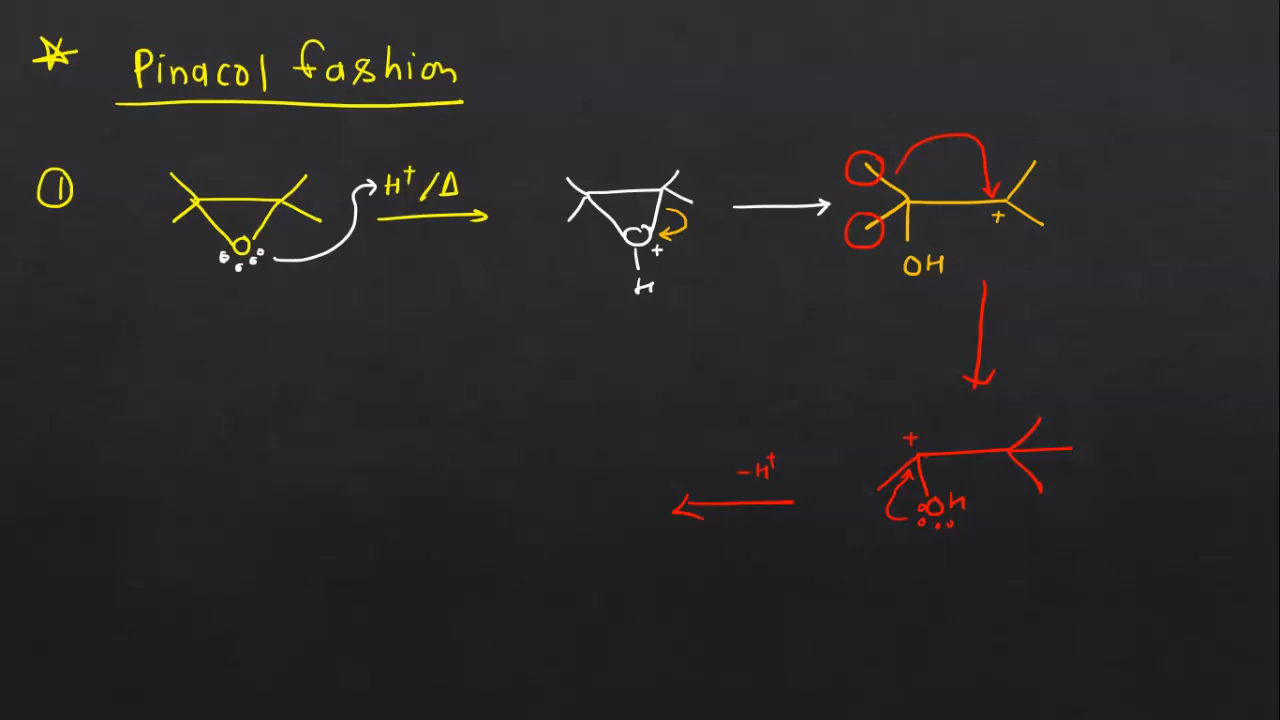 Pinacol fashion
①
H⁺/Δ
+
H
+
OH
+
-H⁺
OH